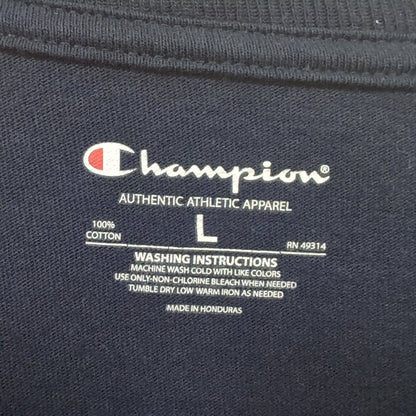 Champion®
AUTHENTIC ATHLETIC APPAREL
100%
COTTON
L
RN 49314
WASHING INSTRUCTIONS
MACHINE WASH COLD WITH LIKE COLORS
USE ONLY-NON-CHLORINE BLEACH WHEN NEEDED
TUMBLE DRY LOW WARM IRON AS NEEDED
MADE IN HONDURAS